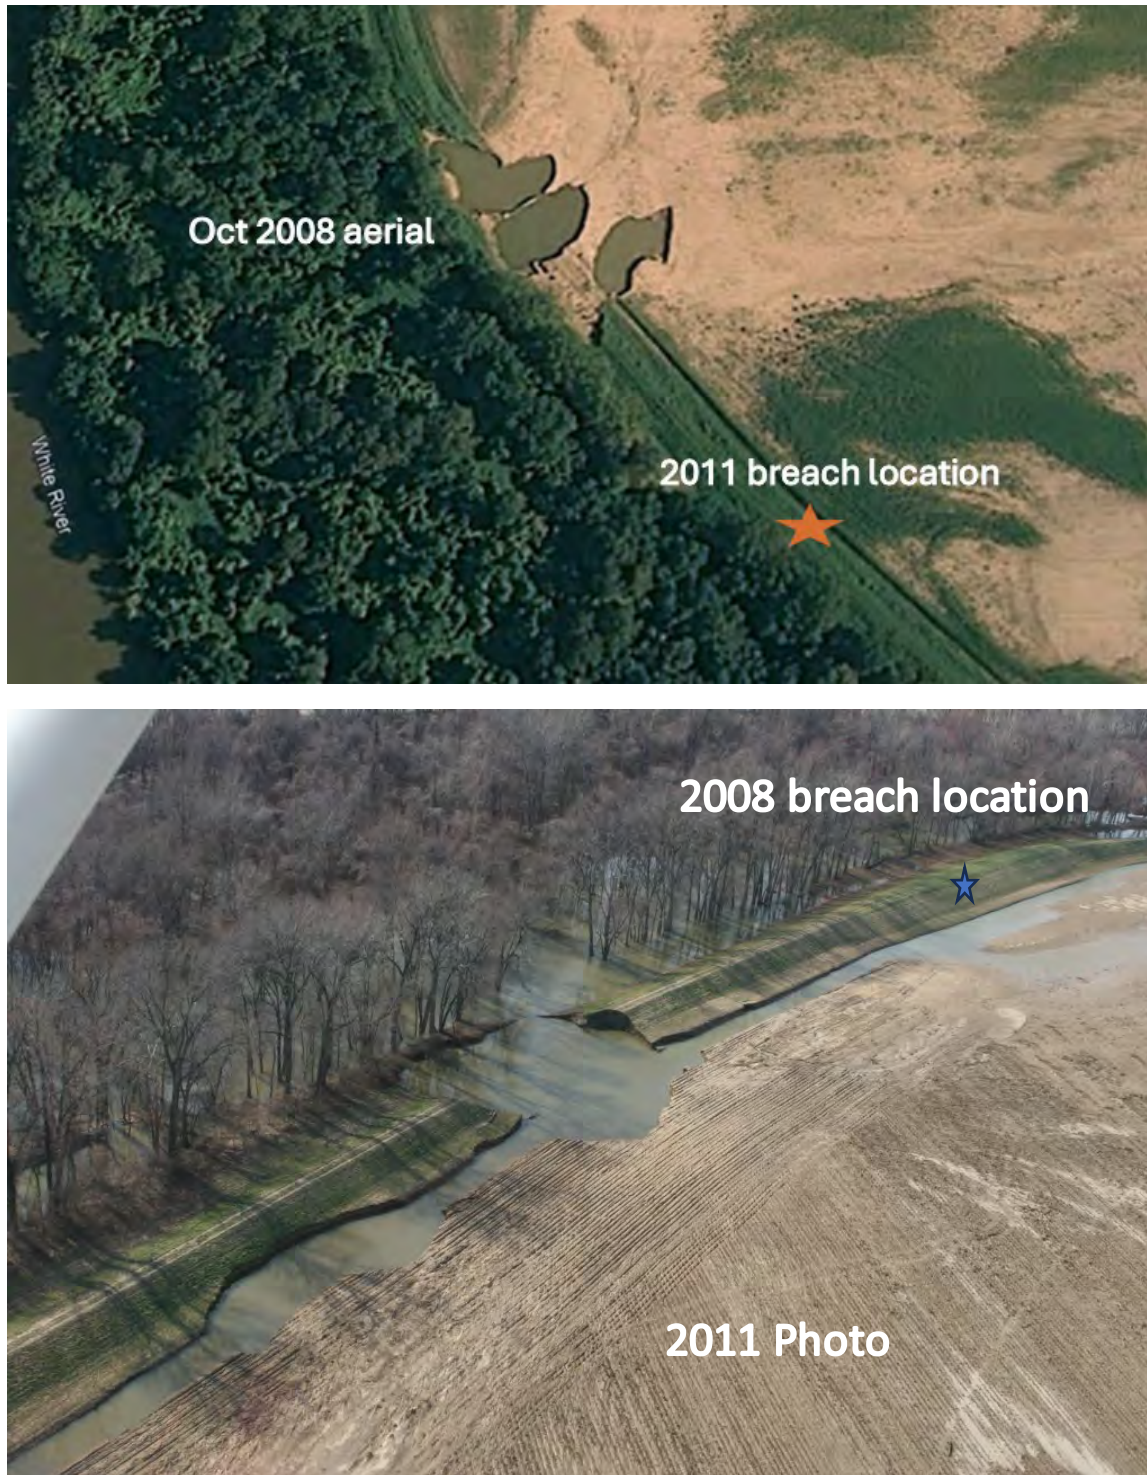 Oct 2008 aerial
2011 breach location
White River
2008 breach location
2011 Photo